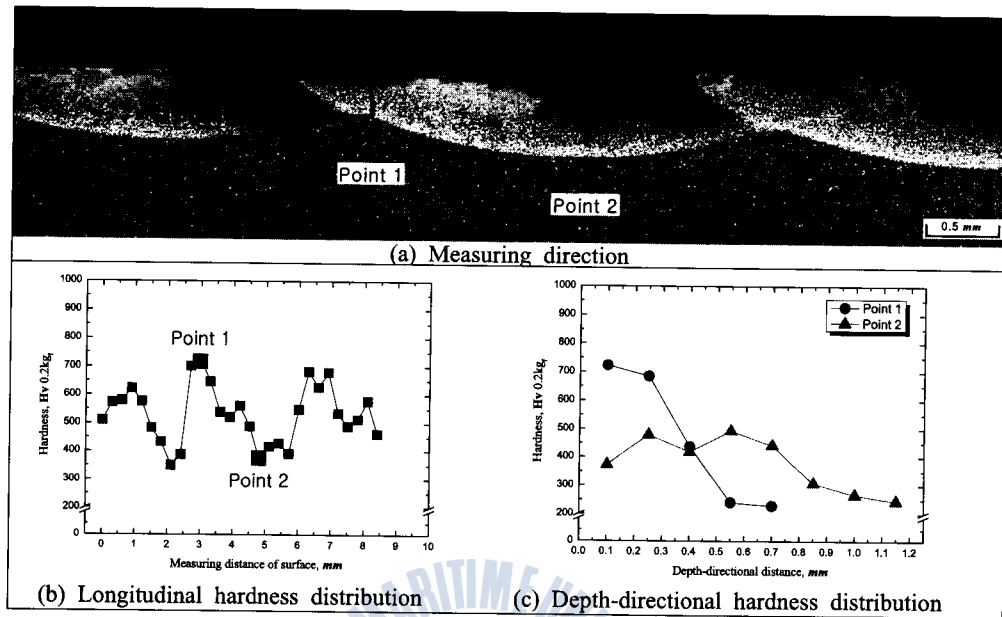 Point 1
Point 2
0.5 mm
(a) Measuring direction
1000
900
800
700
600
500
400
300
200
0
Hardness, Hv 0.2kgf
Point 1
Point 2
0 1 2 3 4 5 6 7 8 9 10
Measuring distance of surface, mm
(b) Longitudinal hardness distribution
1000
900
800
700
600
500
400
300
200
0
Hardness, Hv 0.2kgf
Point 1
Point 2
0.0 0.1 0.2 0.3 0.4 0.5 0.6 0.7 0.8 0.9 1.0 1.1 1.2
Depth-directional distance, mm
(c) Depth-directional hardness distribution
MARITIME